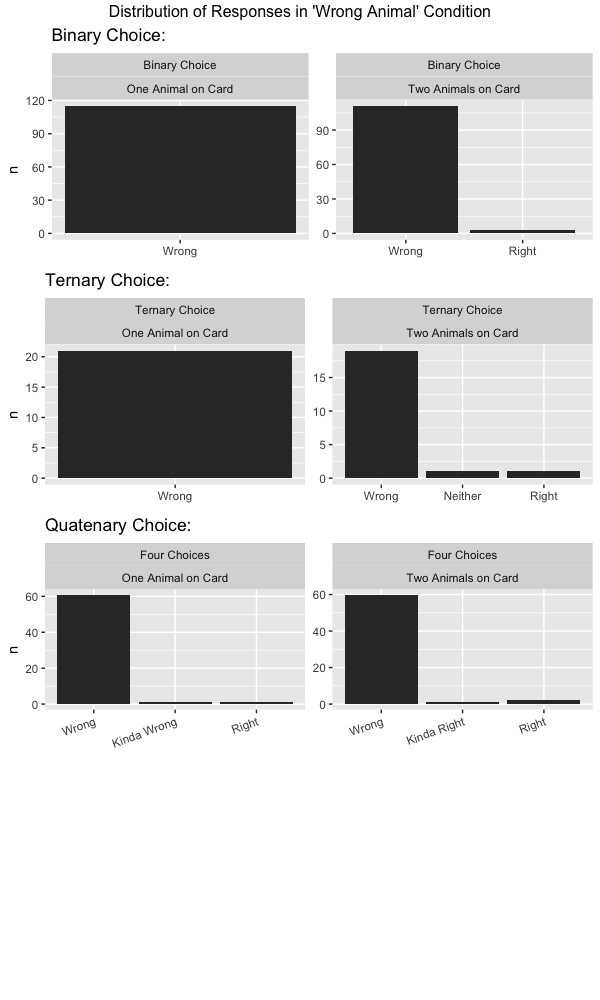 Distribution of Responses in 'Wrong Animal' Condition
Binary Choice:
Binary Choice
One Animal on Card
120
90
60
30
0
n
Wrong
Binary Choice
Two Animals on Card
90
60
30
0
Wrong Right
Ternary Choice:
Ternary Choice
One Animal on Card
20
15
10
5
0
n
Wrong
Ternary Choice
Two Animals on Card
15
10
5
0
Wrong Neither Right
Quatenary Choice:
Four Choices
One Animal on Card
60
40
20
0
n
Wrong Kinda Wrong Right
Four Choices
Two Animals on Card
60
40
20
0
Wrong Kinda Right Right